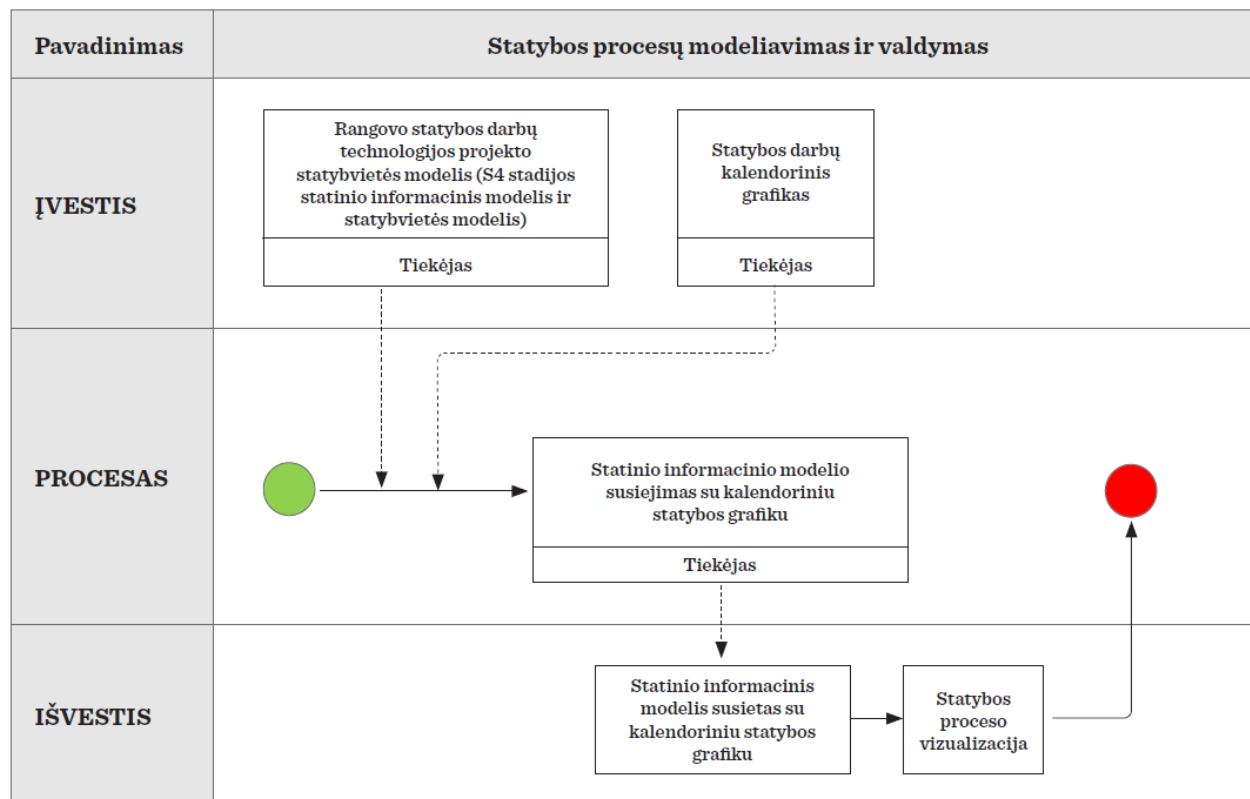 Pavadinimas
Statybos procesų modeliavimas ir valdymas
ĮVESTIS
Rangovo statybos darbų
technologijos projekto
statybvietės modelis (S4 stadijos
statinio informacinis modelis ir
statybvietės modelis)
Tiekėjas
Statybos darbų
kalendorinis
grafikas
Tiekėjas
PROCESAS
Statinio informacinio modelio
susiejimas su kalendoriniu
statybos grafiku
Tiekėjas
IŠVESTIS
Statinio informacinis
modelis susietas su
kalendoriniu statybos
grafiku
Statybos
proceso
vizualizacija